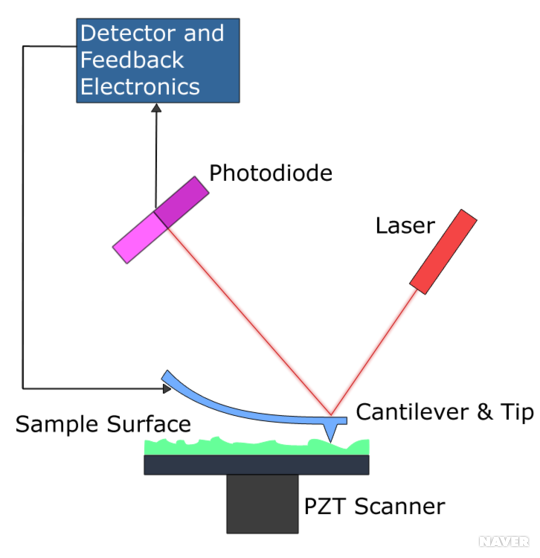 Detector and
Feedback
Electronics
Photodiode
Laser
Cantilever & Tip
Sample Surface
PZT Scanner
NAVER